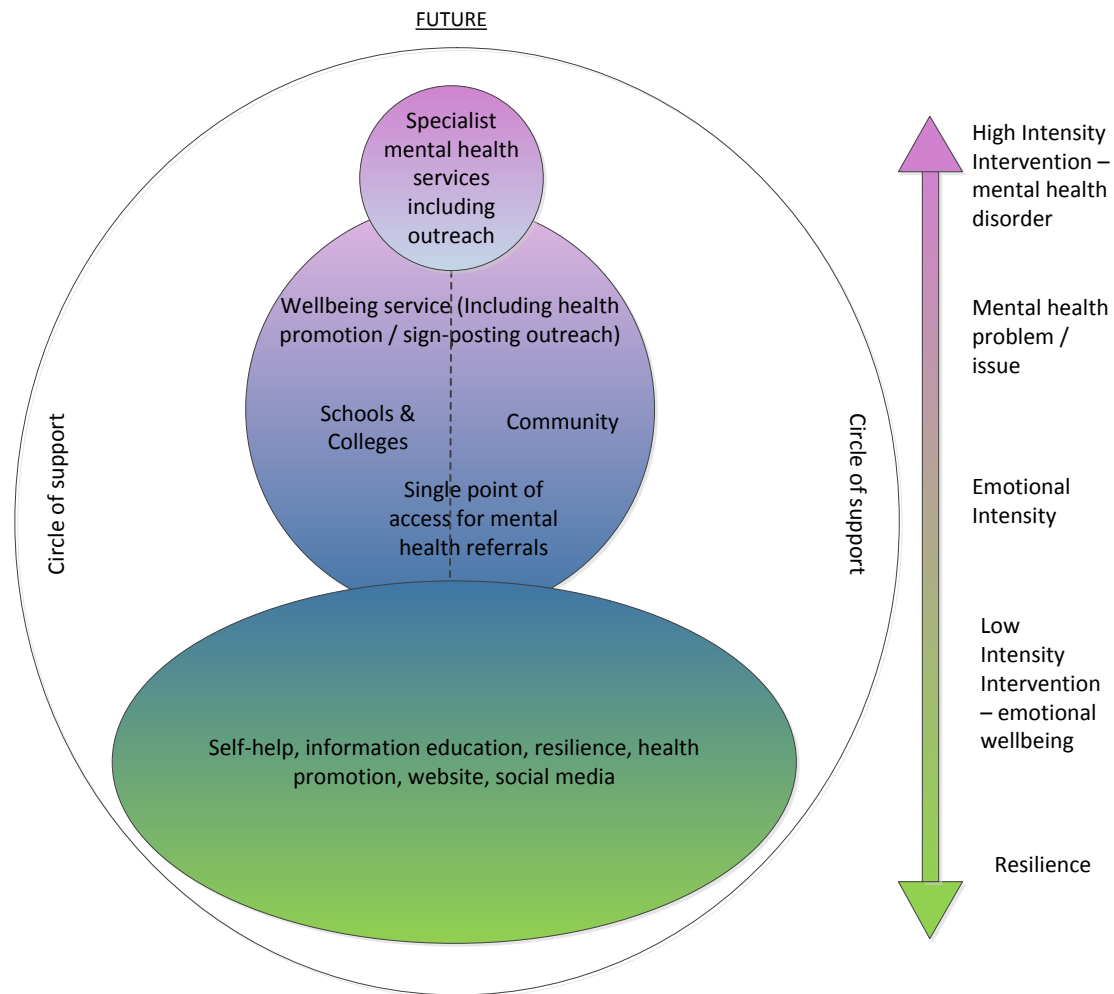 FUTURE
Specialist
mental health
services
including
outreach
Wellbeing service (Including health
promotion / sign-posting outreach)
Schools &
Colleges
Community
Single point of
access for mental
health referrals
Self-help, information education, resilience, health
promotion, website, social media
Circle of support
Circle of support
High Intensity
Intervention –
mental health
disorder
Mental health
problem /
issue
Emotional
Intensity
Low
Intensity
Intervention
– emotional
wellbeing
Resilience